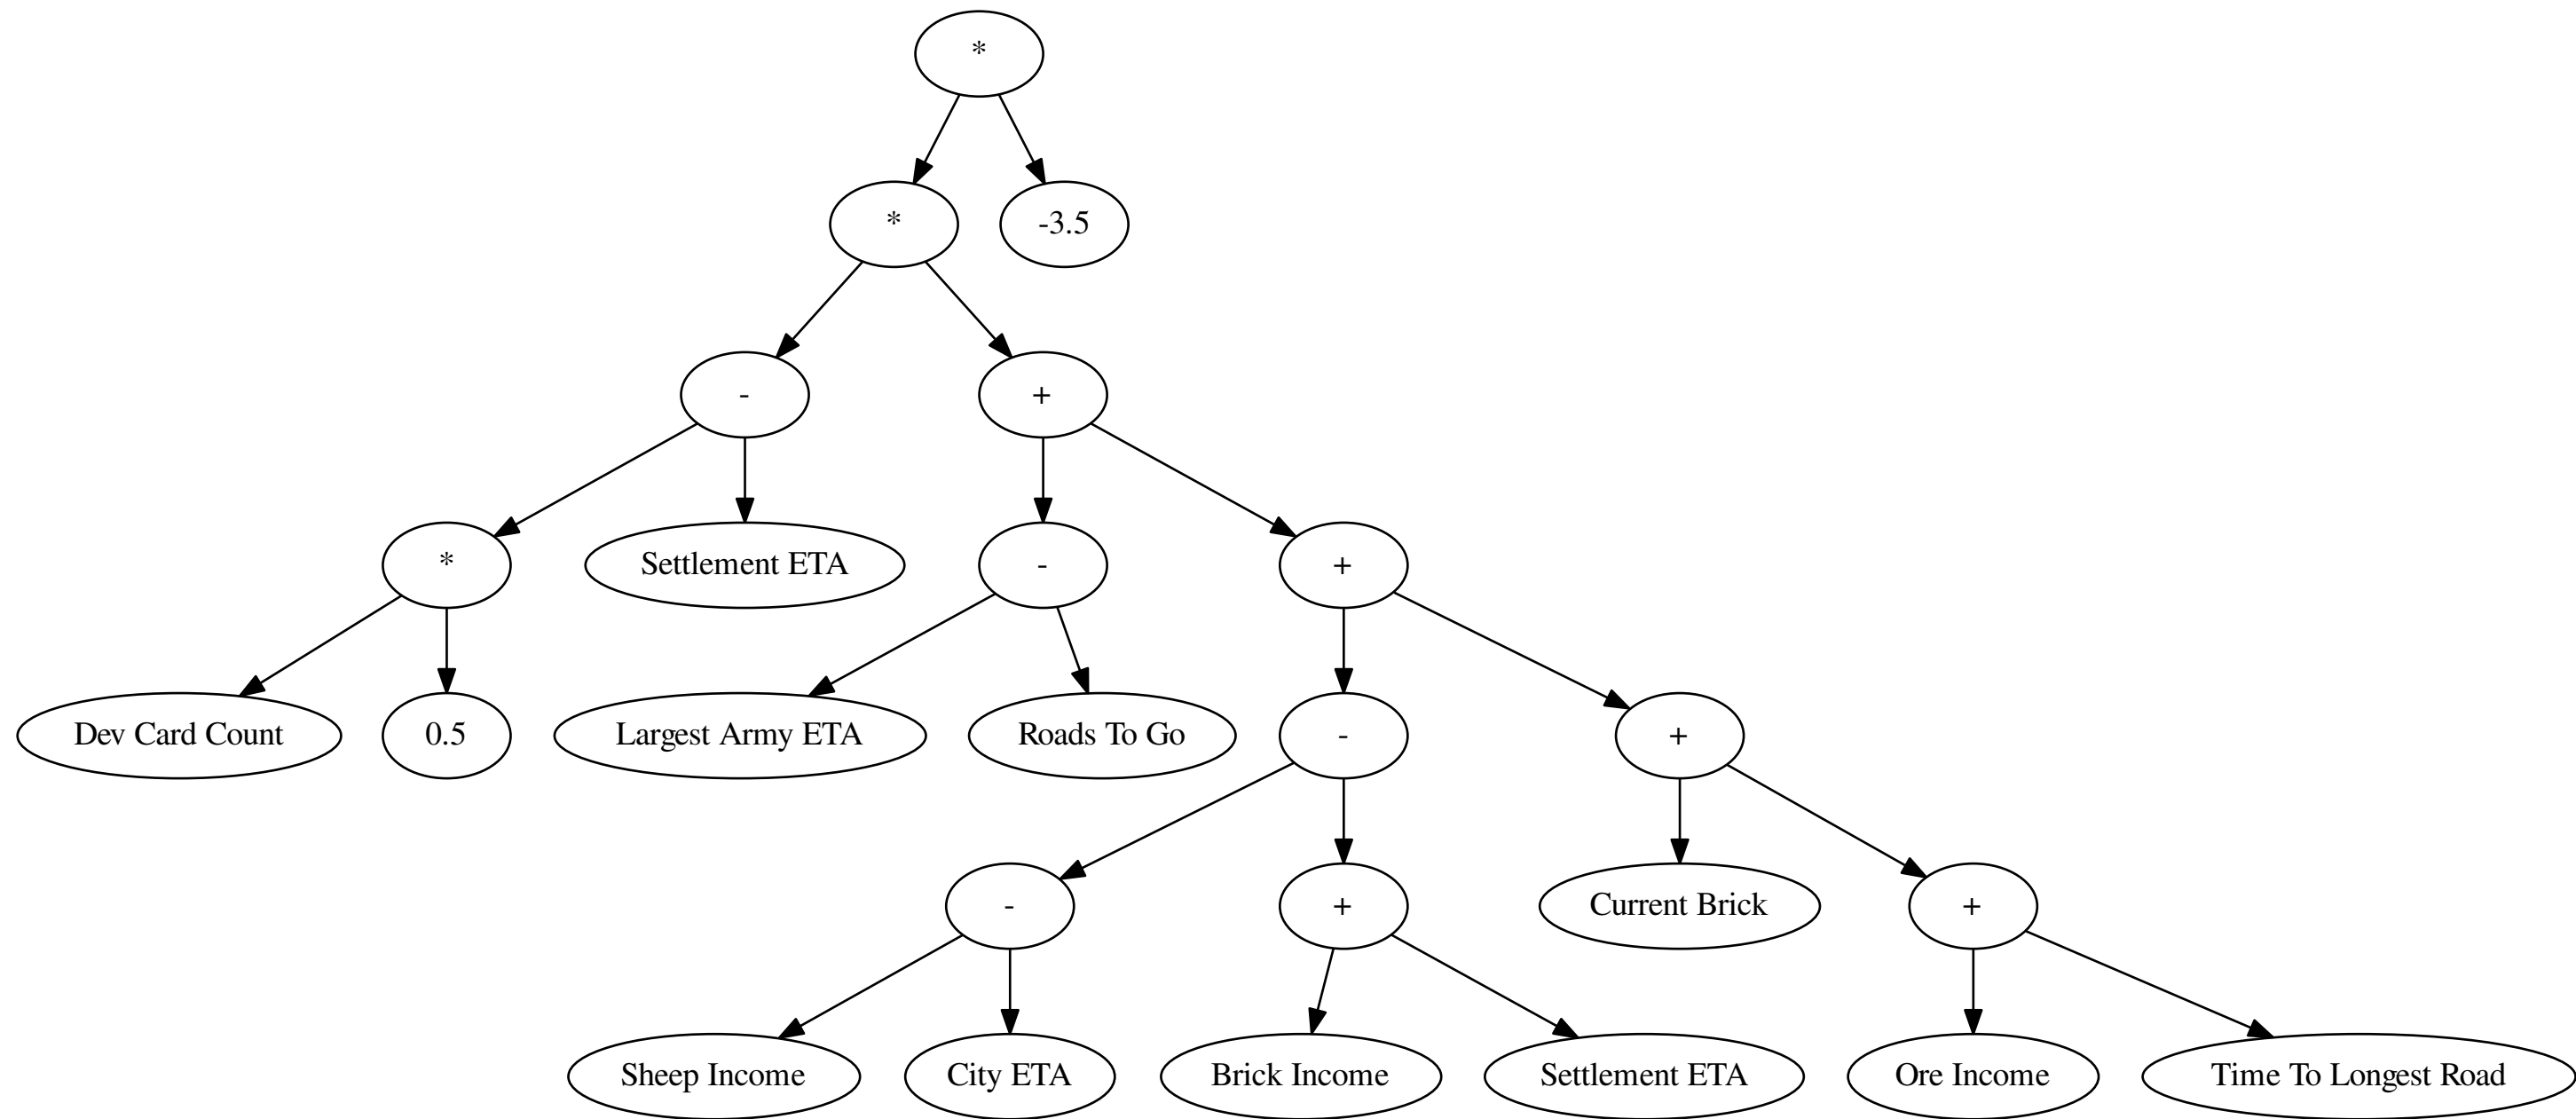 *
*
-3.5
-
+
*
Settlement ETA
-
+
Dev Card Count
0.5
Largest Army ETA
Roads To Go
-
+
-
+
Current Brick
+
Sheep Income
City ETA
Brick Income
Settlement ETA
Ore Income
Time To Longest Road